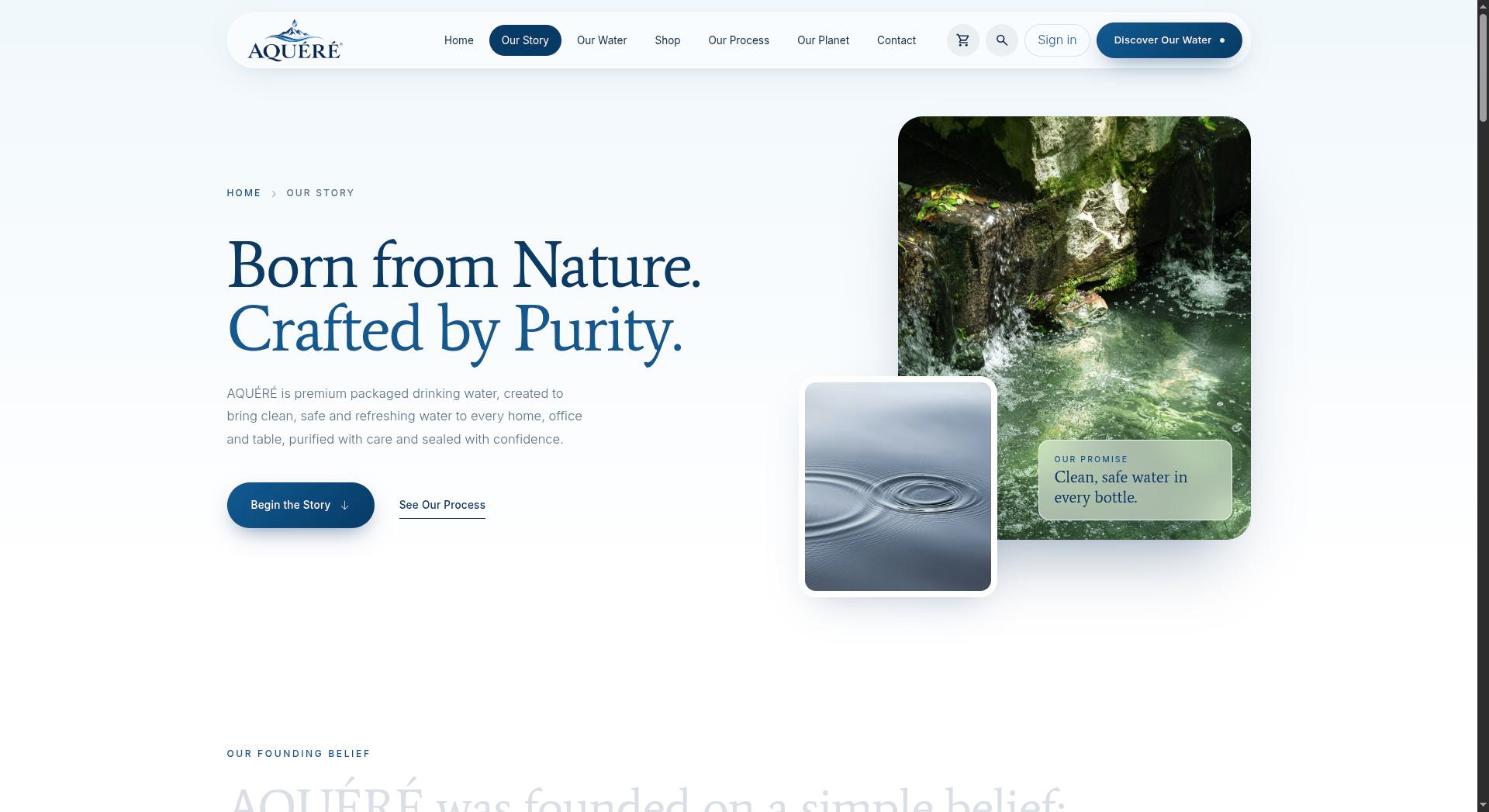 AQUÉRÉ
Home
Our Story
Our Water
Shop
Our Process
Our Planet
Contact
Sign in
Discover Our Water
HOME › OUR STORY
Born from Nature.
Crafted by Purity.
AQUÉRÉ is premium packaged drinking water, created to
bring clean, safe and refreshing water to every home, office
and table, purified with care and sealed with confidence.
Begin the Story ↓
See Our Process
OUR PROMISE
Clean, safe water in
every bottle.
OUR FOUNDING BELIEF
AQUÉRÉ was founded on a simple belief: